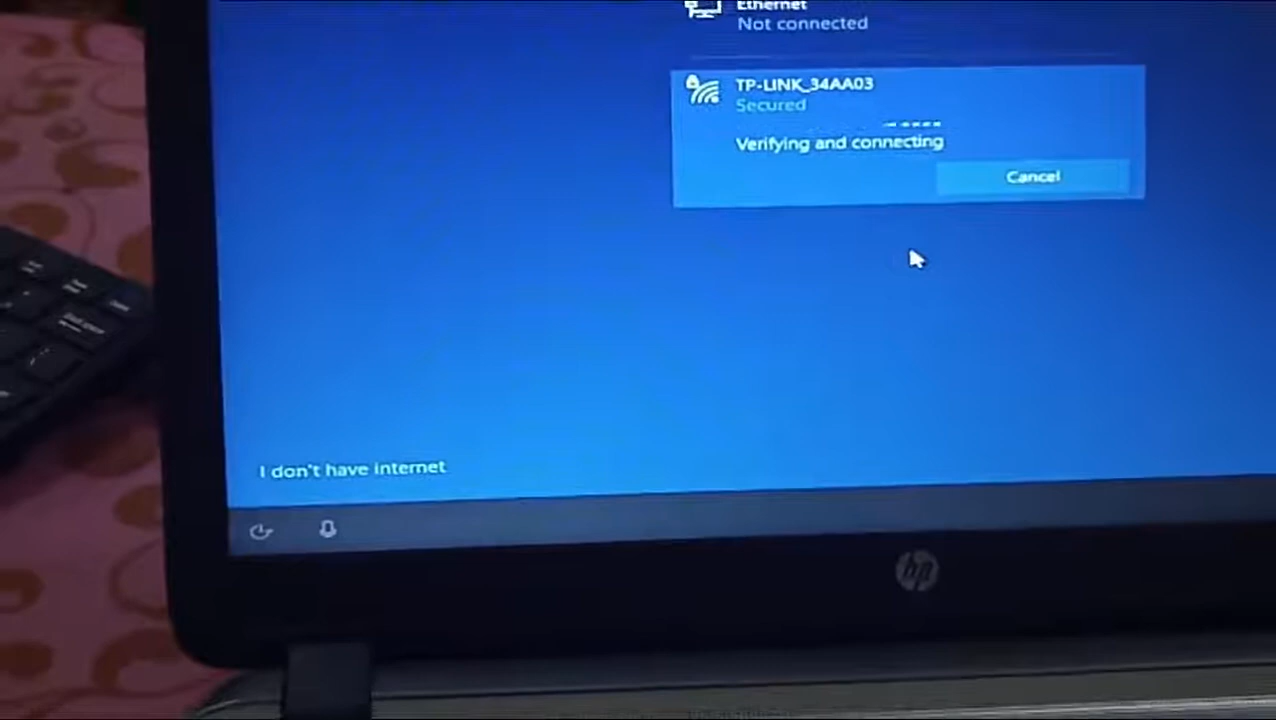 Ethernet
Not connected
TP-LINK_34AA03
Secured
Verifying and connecting
Cancel
I don't have internet
hp